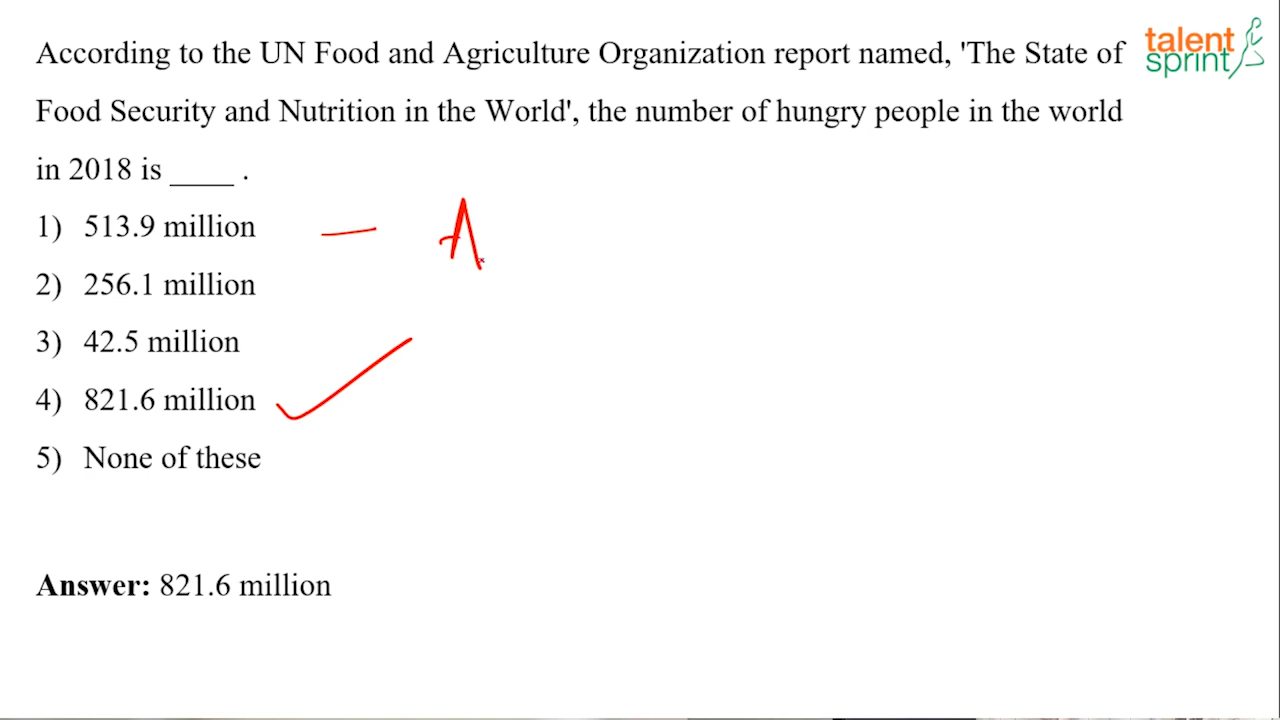 According to the UN Food and Agriculture Organization report named, 'The State of
Food Security and Nutrition in the World', the number of hungry people in the world
in 2018 is ____ .
1) 513.9 million
— A
2) 256.1 million
3) 42.5 million
4) 821.6 million
5) None of these
Answer: 821.6 million
talent
sprint